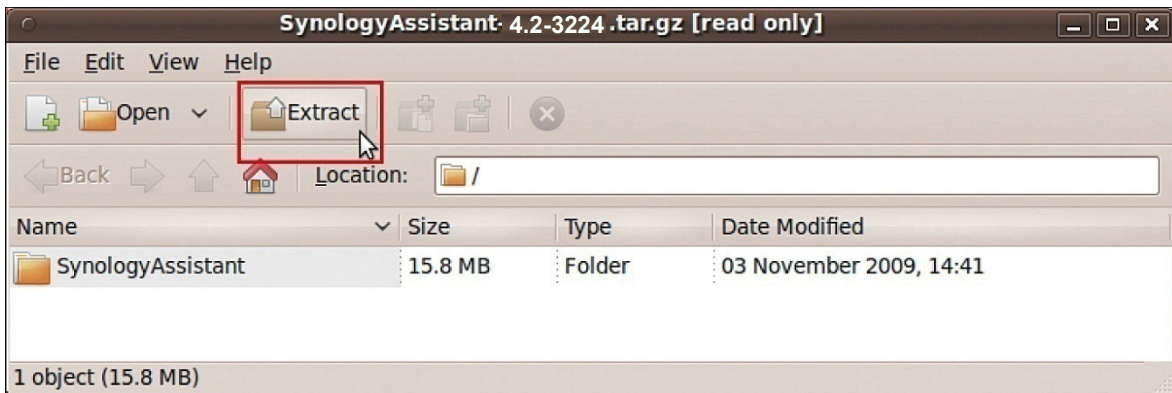 SynologyAssistant- 4.2-3224 .tar.gz [read only]
File Edit View Help
Open Extract
Back Location: /
Name Size Type Date Modified
SynologyAssistant 15.8 MB Folder 03 November 2009, 14:41
1 object (15.8 MB)